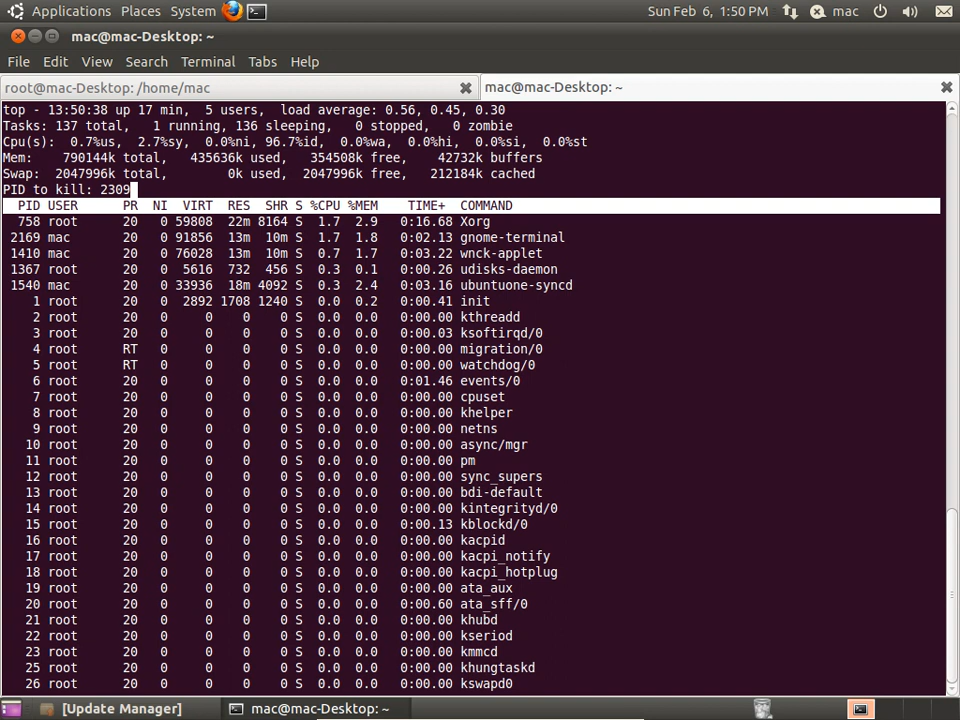 Applications Places System Sun Feb 6, 1:50 PM mac
mac@mac-Desktop: ~
File Edit View Search Terminal Tabs Help
root@mac-Desktop: /home/mac mac@mac-Desktop: ~
top - 13:50:38 up 17 min, 5 users, load average: 0.56, 0.45, 0.30
Tasks: 137 total, 1 running, 136 sleeping, 0 stopped, 0 zombie
Cpu(s): 0.7%us, 2.7%sy, 0.0%ni, 96.7%id, 0.0%wa, 0.0%hi, 0.0%si, 0.0%st
Mem: 790144k total, 435636k used, 354508k free, 42732k buffers
Swap: 2047996k total, 0k used, 2047996k free, 212184k cached
PID to kill: 2309
PID USER PR NI VIRT RES SHR S %CPU %MEM TIME+ COMMAND
758 root 20 0 59808 22m 8164 S 1.7 2.9 0:16.68 Xorg
2169 mac 20 0 91856 13m 10m S 1.7 1.8 0:02.13 gnome-terminal
1410 mac 20 0 76028 13m 10m S 0.7 1.7 0:03.22 wnck-applet
1367 root 20 0 5616 732 456 S 0.3 0.1 0:00.26 udisks-daemon
1540 mac 20 0 33936 18m 4092 S 0.3 2.4 0:03.16 ubuntuone-syncd
1 root 20 0 2892 1708 1240 S 0.0 0.2 0:00.41 init
2 root 20 0 0 0 0 S 0.0 0.0 0:00.00 kthreadd
3 root 20 0 0 0 0 S 0.0 0.0 0:00.03 ksoftirqd/0
4 root RT 0 0 0 0 S 0.0 0.0 0:00.00 migration/0
5 root RT 0 0 0 0 S 0.0 0.0 0:00.00 watchdog/0
6 root 20 0 0 0 0 S 0.0 0.0 0:01.46 events/0
7 root 20 0 0 0 0 S 0.0 0.0 0:00.00 cpuset
8 root 20 0 0 0 0 S 0.0 0.0 0:00.00 khelper
9 root 20 0 0 0 0 S 0.0 0.0 0:00.00 netns
10 root 20 0 0 0 0 S 0.0 0.0 0:00.00 async/mgr
11 root 20 0 0 0 0 S 0.0 0.0 0:00.00 pm
12 root 20 0 0 0 0 S 0.0 0.0 0:00.00 sync_supers
13 root 20 0 0 0 0 S 0.0 0.0 0:00.00 bdi-default
14 root 20 0 0 0 0 S 0.0 0.0 0:00.00 kintegrityd/0
15 root 20 0 0 0 0 S 0.0 0.0 0:00.13 kblockd/0
16 root 20 0 0 0 0 S 0.0 0.0 0:00.00 kacpid
17 root 20 0 0 0 0 S 0.0 0.0 0:00.00 kacpi_notify
18 root 20 0 0 0 0 S 0.0 0.0 0:00.00 kacpi_hotplug
19 root 20 0 0 0 0 S 0.0 0.0 0:00.00 ata_aux
20 root 20 0 0 0 0 S 0.0 0.0 0:00.60 ata_sff/0
21 root 20 0 0 0 0 S 0.0 0.0 0:00.00 khubd
22 root 20 0 0 0 0 S 0.0 0.0 0:00.00 kseriod
23 root 20 0 0 0 0 S 0.0 0.0 0:00.00 kmmcd
25 root 20 0 0 0 0 S 0.0 0.0 0:00.00 khungtaskd
26 root 20 0 0 0 0 S 0.0 0.0 0:00.00 kswapd0
[Update Manager] mac@mac-Desktop: ~